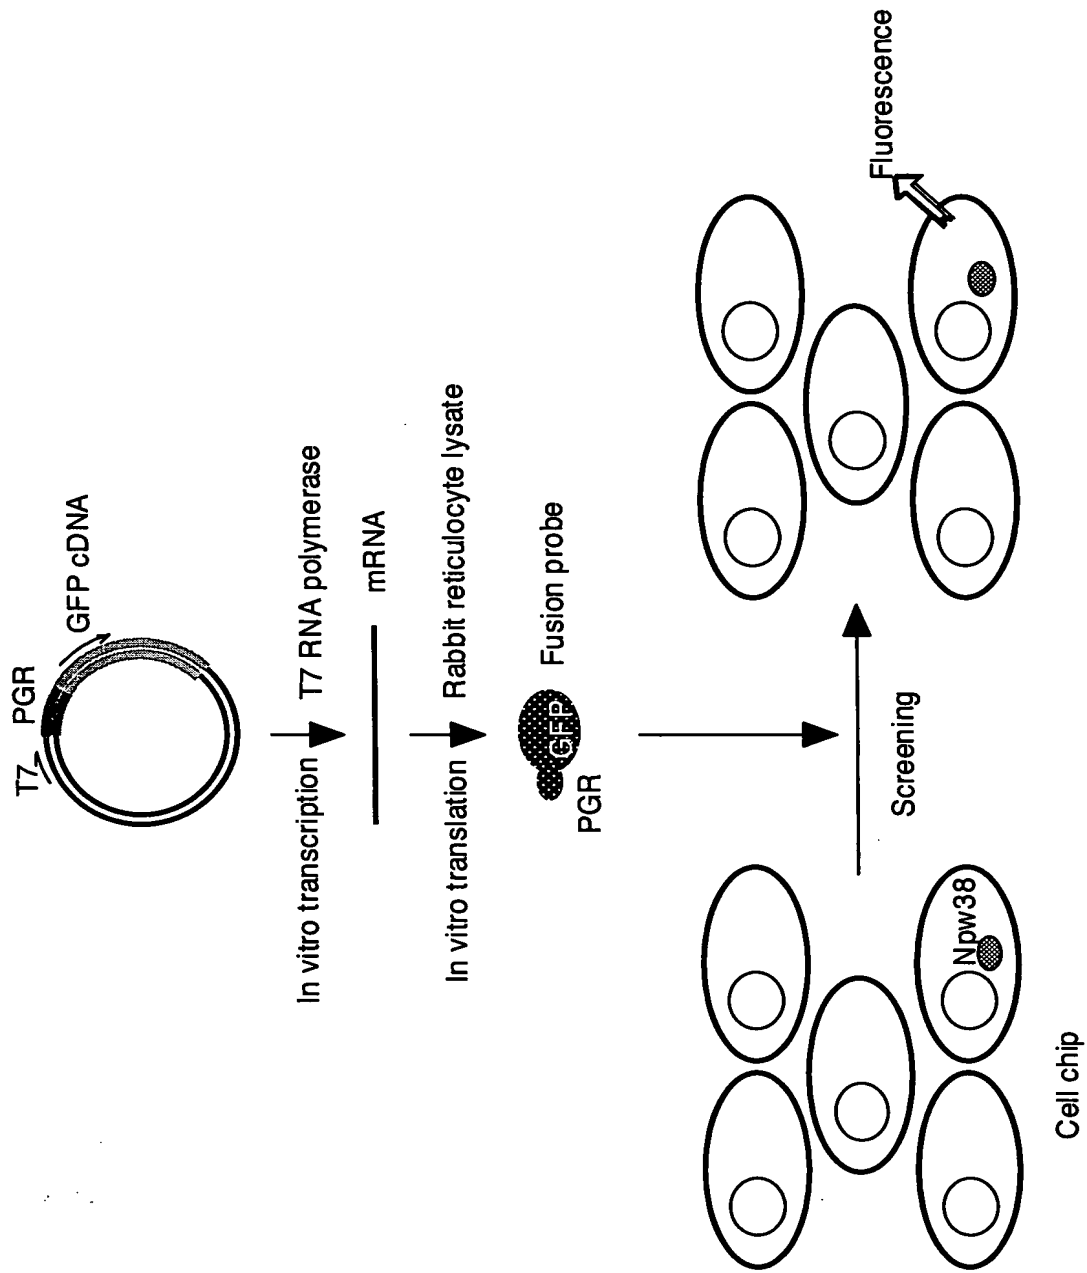 T7
PGR
GFP cDNA
In vitro transcription
T7 RNA polymerase
mRNA
In vitro translation
Rabbit reticulocyte lysate
GFP
Fusion probe
PGR
Npw38
Screening
Fluorescence
Cell chip